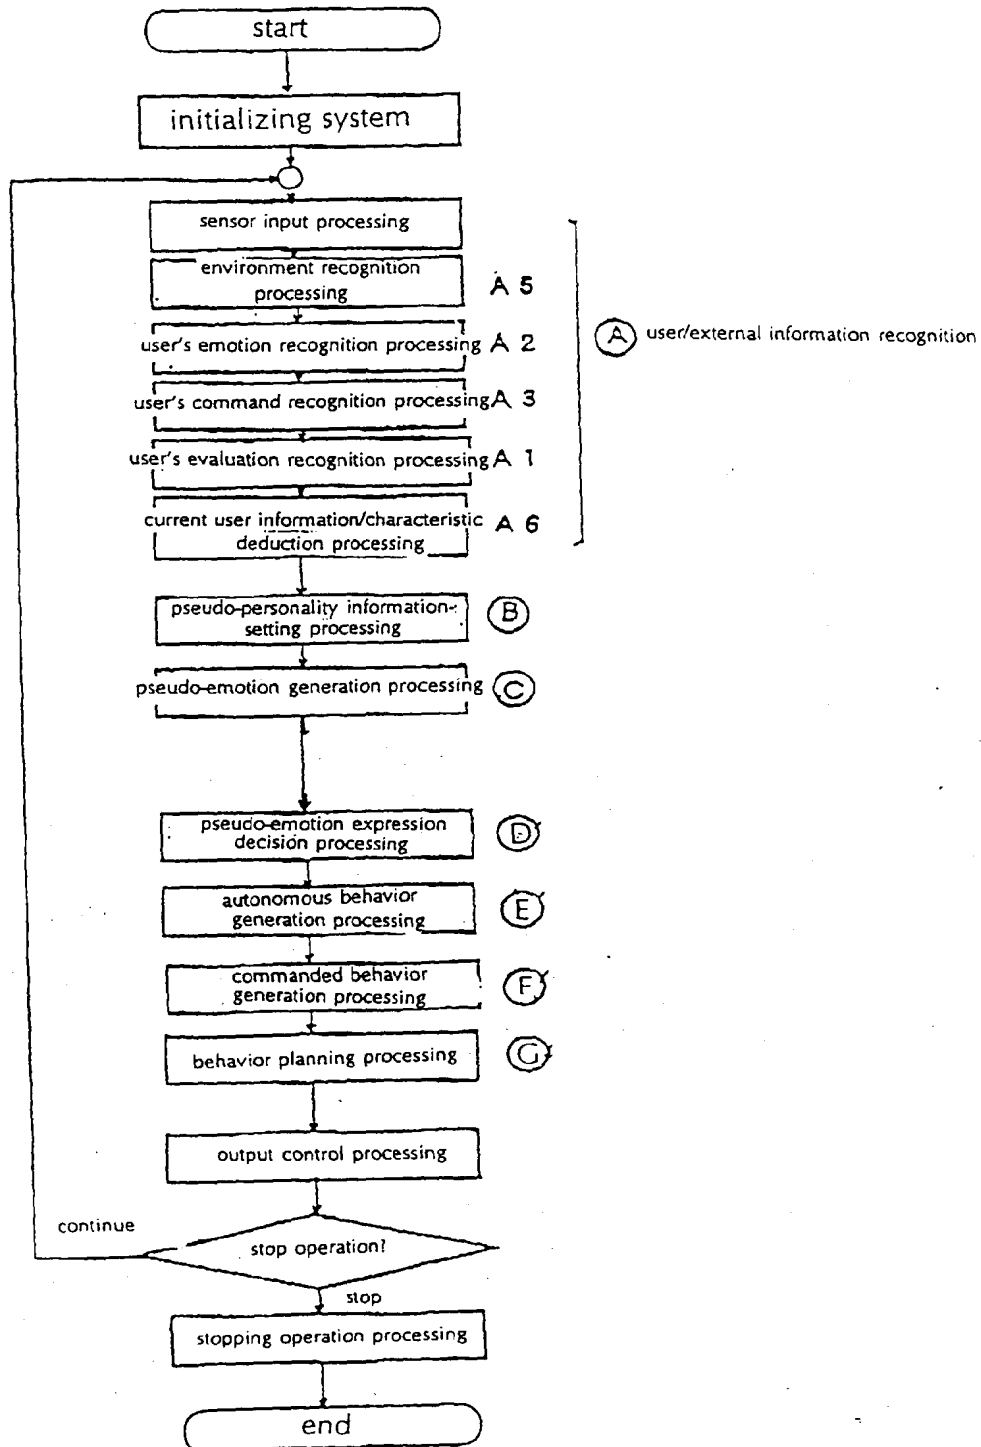 start
initializing system
sensor input processing
environment recognition
processing
A 5
user's emotion recognition processing
A 2
A user/external information recognition
user's command recognition processing
A 3
user's evaluation recognition processing
A 1
current user information/characteristic
deduction processing
A 6
pseudo-personality information-
setting processing
B
pseudo-emotion generation processing
C
pseudo-emotion expression
decision processing
D
autonomous behavior
generation processing
E
commanded behavior
generation processing
F
behavior planning processing
G
output control processing
continue
stop operation?
stop
stopping operation processing
end